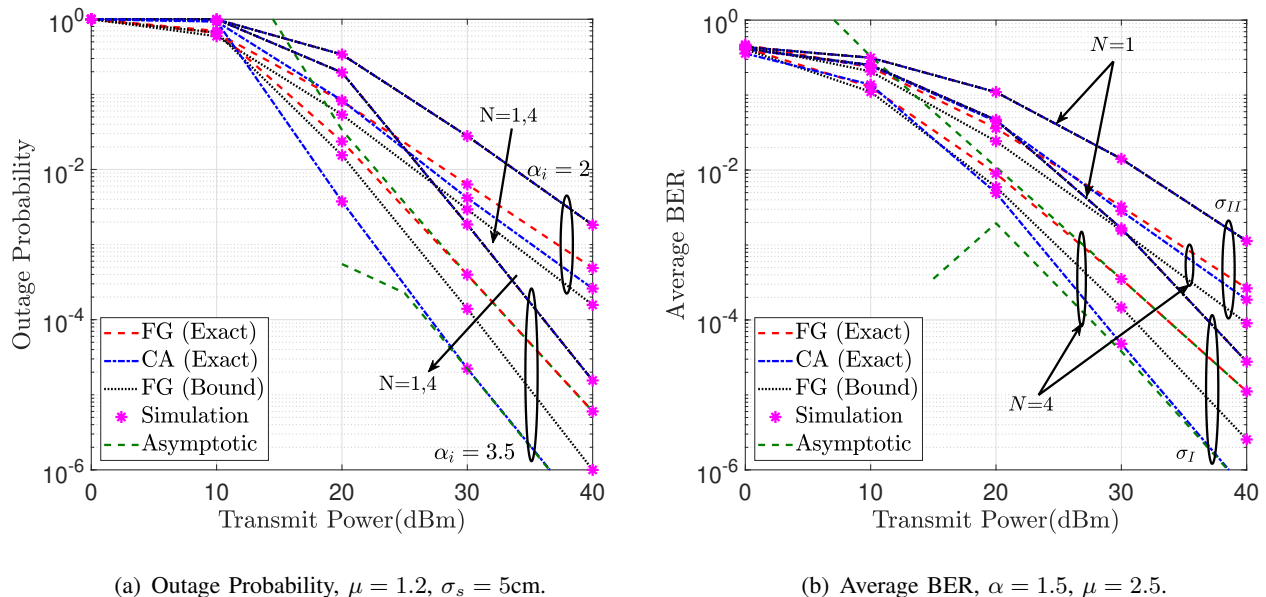 10^0
10^-2
10^-4
10^-6
Outage Probability
N=1,4
α_i = 2
N=1,4
α_i = 3.5
FG (Exact)
CA (Exact)
FG (Bound)
Simulation
Asymptotic
0 10 20 30 40
Transmit Power(dBm)
(a) Outage Probability, μ = 1.2, σ_s = 5cm.
10^0
10^-2
10^-4
10^-6
Average BER
N=1
σ_II
N=4
σ_I
FG (Exact)
CA (Exact)
FG (Bound)
Simulation
Asymptotic
0 10 20 30 40
Transmit Power(dBm)
(b) Average BER, α = 1.5, μ = 2.5.